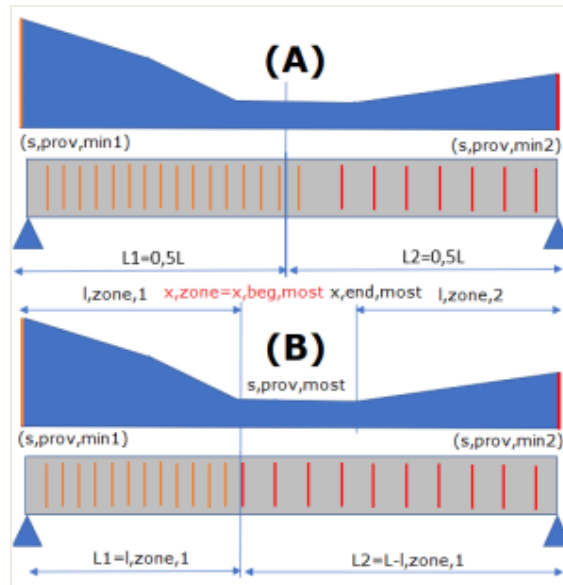 (A)
(s,prov,min1) (s,prov,min2)
L1=0,5L L2=0,5L
l,zone,1 x,zone=x,beg,most x,end,most l,zone,2
(B)
s,prov,most
(s,prov,min1) (s,prov,min2)
L1=l,zone,1 L2=L-l,zone,1